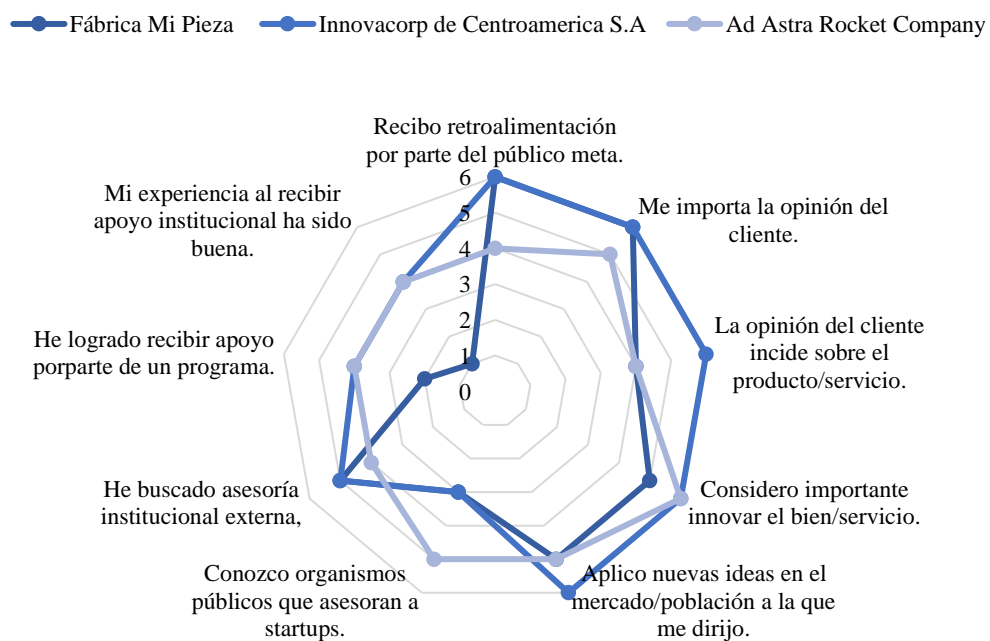 Fábrica Mi Pieza
Innovacorp de Centroamerica S.A
Ad Astra Rocket Company
Recibo retroalimentación
por parte del público meta.
Me importa la opinión del
cliente.
La opinión del cliente
incide sobre el
producto/servicio.
Considero importante
innovar el bien/servicio.
Aplico nuevas ideas en el
mercado/población a la que
me dirijo.
Conozco organismos
públicos que asesoran a
startups.
He buscado asesoría
institucional externa,
He logrado recibir apoyo
porparte de un programa.
Mi experiencia al recibir
apoyo institucional ha sido
buena.
6
5
4
3
2
1
0